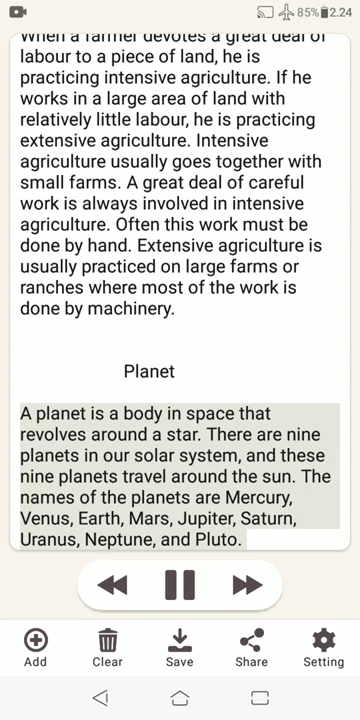 85% 2.24
When a farmer devotes a great deal of
labour to a piece of land, he is
practicing intensive agriculture. If he
works in a large area of land with
relatively little labour, he is practicing
extensive agriculture. Intensive
agriculture usually goes together with
small farms. A great deal of careful
work is always involved in intensive
agriculture. Often this work must be
done by hand. Extensive agriculture is
usually practiced on large farms or
ranches where most of the work is
done by machinery.
Planet
A planet is a body in space that
revolves around a star. There are nine
planets in our solar system, and these
nine planets travel around the sun. The
names of the planets are Mercury,
Venus, Earth, Mars, Jupiter, Saturn,
Uranus, Neptune, and Pluto.
Add Clear Save Share Setting